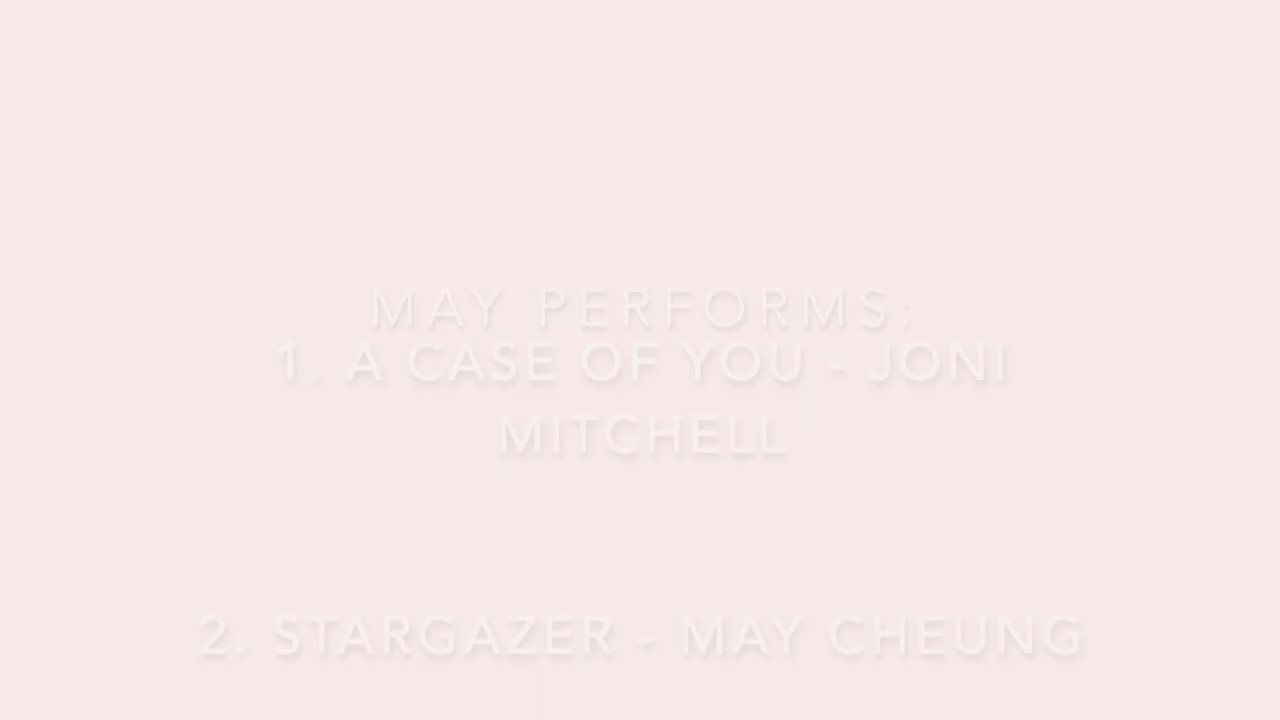 MAY PERFORMS:
1. A CASE OF YOU - JONI
MITCHELL
2. STARGAZER - MAY CHEUNG